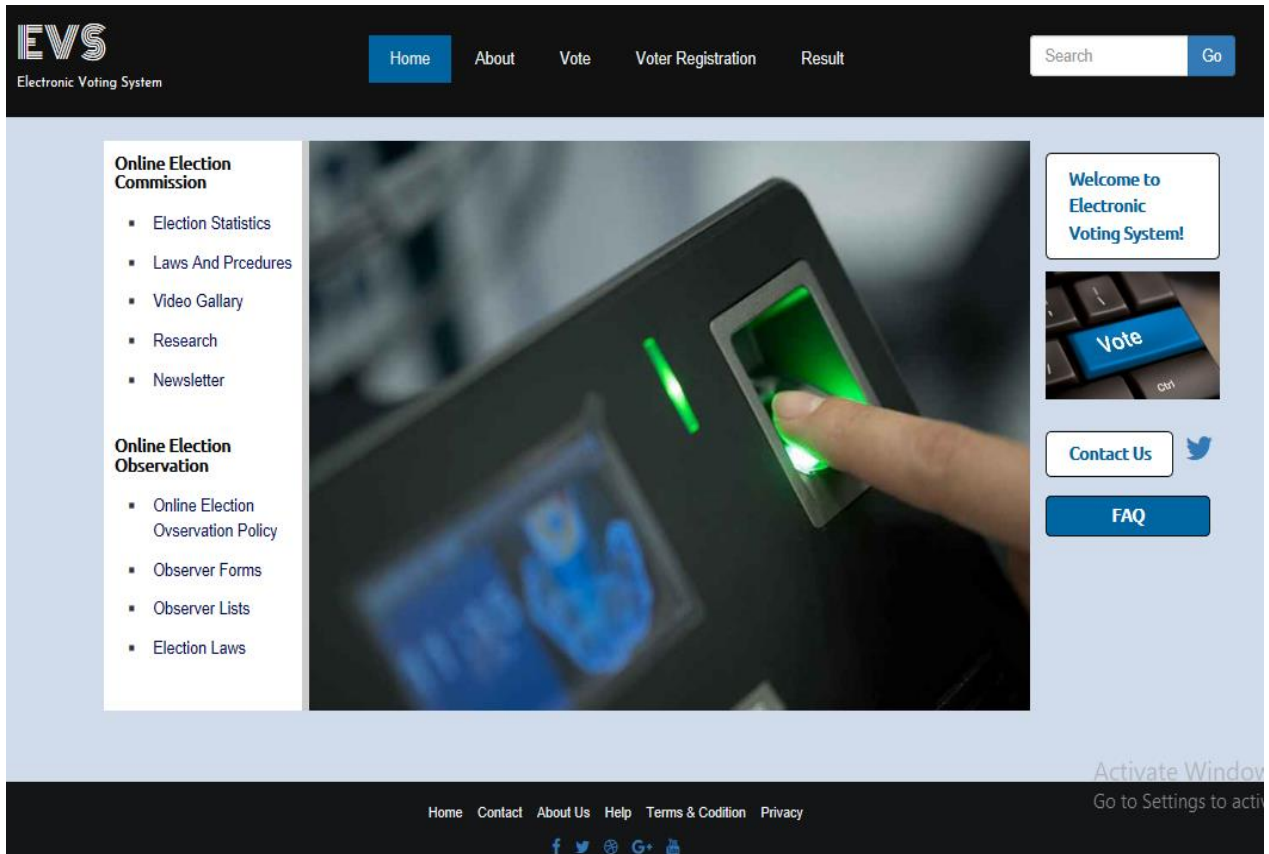 EVS
Electronic Voting System
Home About Vote Voter Registration Result
Search Go
Online Election
Commission
Election Statistics
Laws And Prcedures
Video Gallary
Research
Newsletter
Online Election
Observation
Online Election
Ovservation Policy
Observer Forms
Observer Lists
Election Laws
Welcome to
Electronic
Voting System!
Vote
Ctrl
Contact Us
FAQ
Activate Window
Go to Settings to activ
Home Contact About Us Help Terms & Codition Privacy